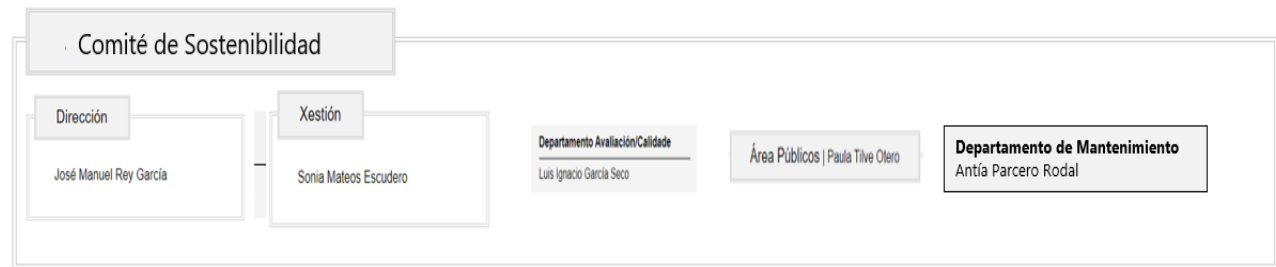 Comité de Sostenibilidad
Dirección
José Manuel Rey García
Xestión
Sonia Mateos Escudero
Departamento Avaliación/Calidade
Luis Ignacio García Seco
Área Públicos | Paula Tilve Otero
Departamento de Mantenimiento
Antía Parcero Rodal